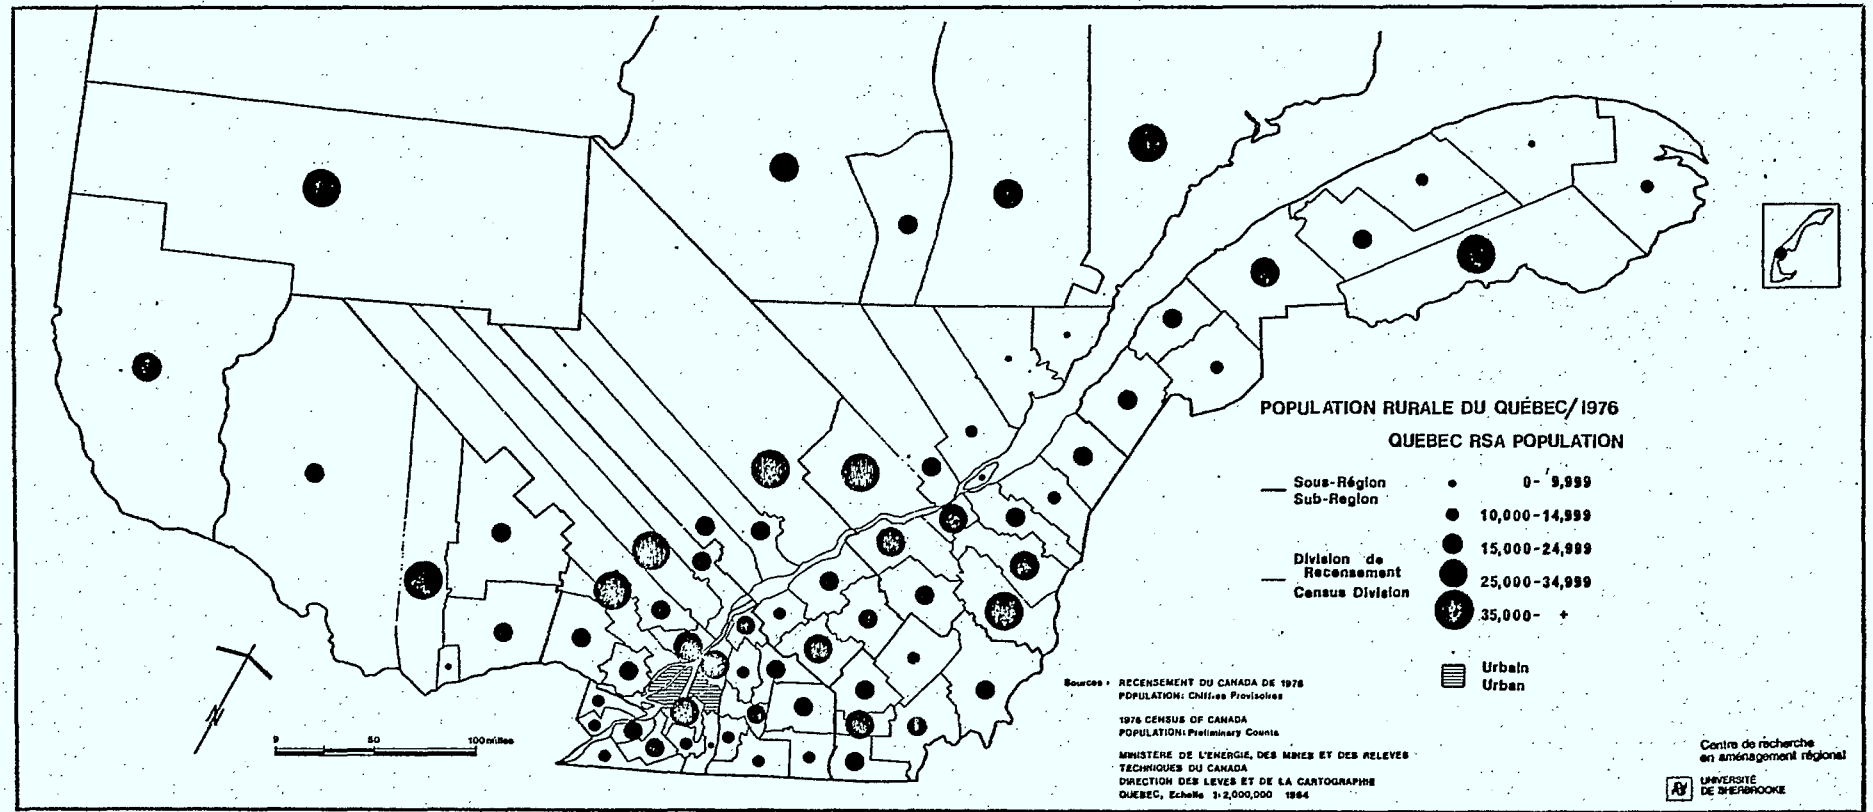 POPULATION RURALE DU QUÉBEC/1976
QUEBEC RSA POPULATION
Sous-Région
Sub-Region
Division de
Recensement
Census Division
0-9,999
10,000-14,999
15,000-24,999
25,000-34,999
35,000- +
Urbain
Urban
Sources : RECENSEMENT DU CANADA DE 1976
POPULATION: Chiffres Provisoires
1976 CENSUS OF CANADA
POPULATION: Preliminary Counts
MINISTERE DE L'ENERGIE, DES MINES ET DES RELEVES
TECHNIQUES DU CANADA
DIRECTION DES LEVES ET DE LA CARTOGRAPHIE
QUEBEC, Echelle 1:2,000,000 1964
N
50 100 milles
Centre de recherche
en aménagement régional
UNIVERSITÉ
DE SHERBROOKE